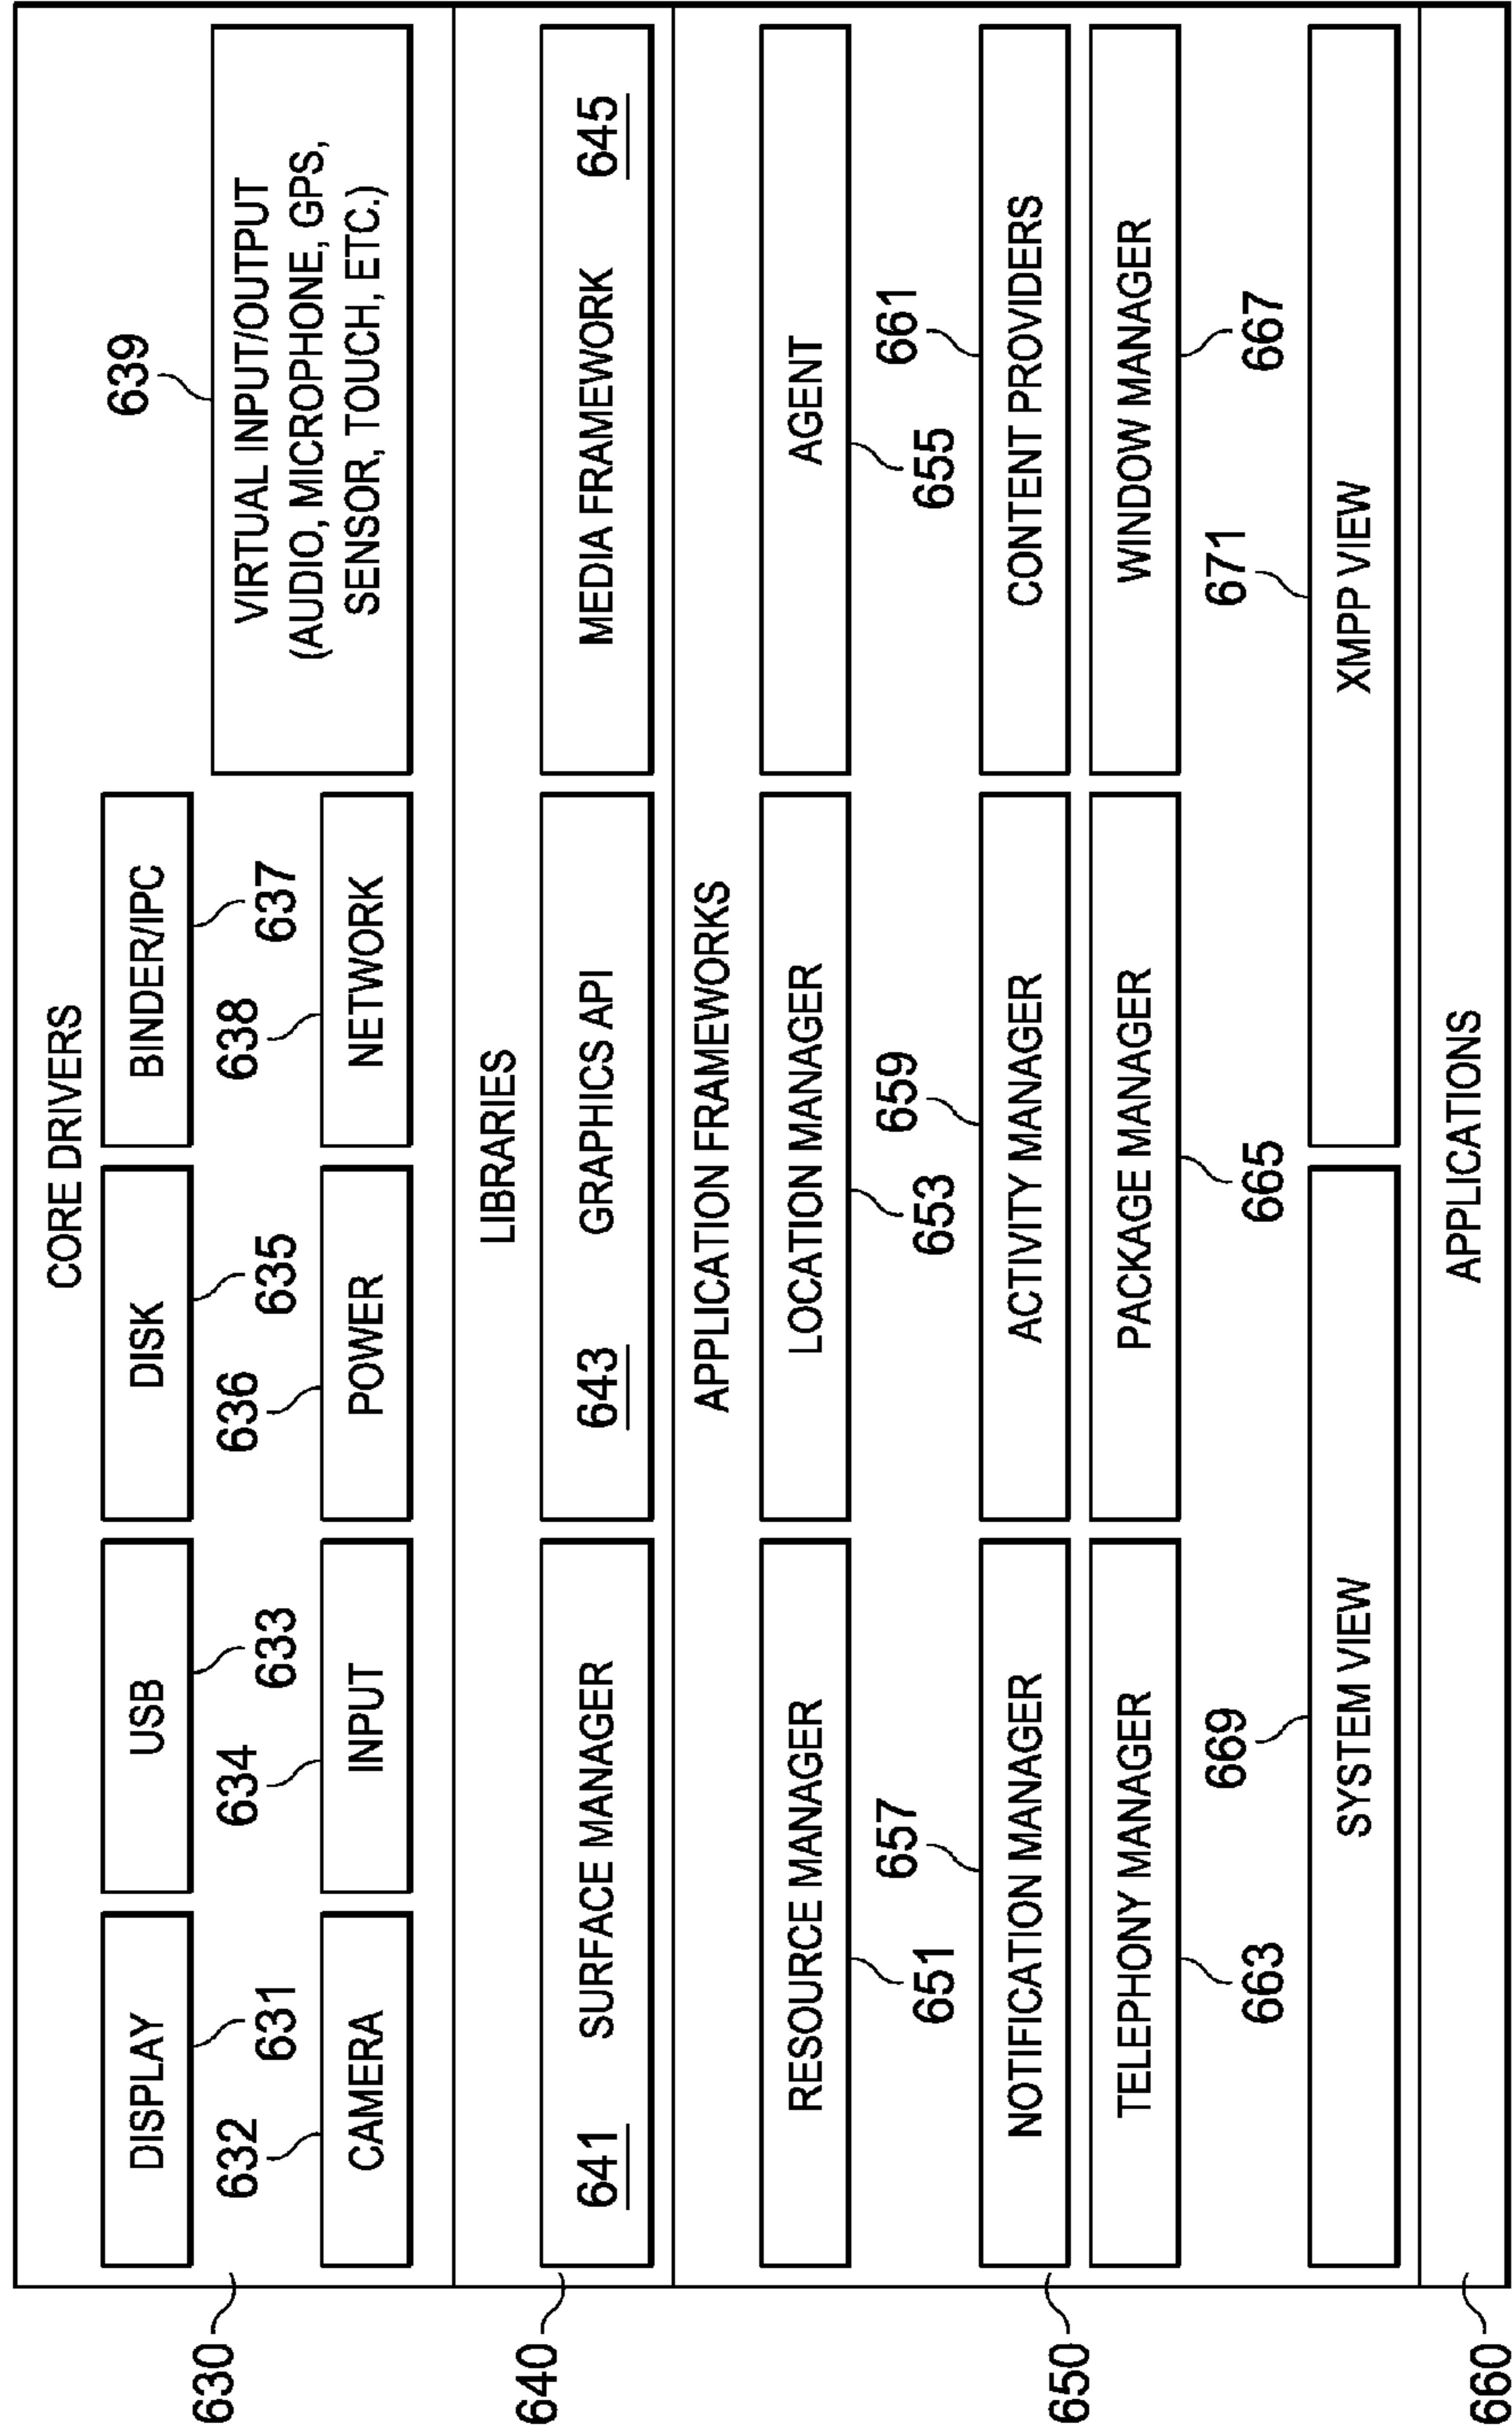 CORE DRIVERS
630
DISPLAY
631
USB
633
DISK
635
BINDER/IPC
637
639
632
CAMERA
634
INPUT
636
POWER
638
NETWORK
VIRTUAL INPUT/OUTPUT
(AUDIO, MICROPHONE, GPS,
SENSOR, TOUCH, ETC.)
LIBRARIES
640
641 SURFACE MANAGER
643 GRAPHICS API
MEDIA FRAMEWORK 645
APPLICATION FRAMEWORKS
650
RESOURCE MANAGER
651
LOCATION MANAGER
653
AGENT
655
657
NOTIFICATION MANAGER
659
ACTIVITY MANAGER
661
CONTENT PROVIDERS
TELEPHONY MANAGER
663
PACKAGE MANAGER
665
WINDOW MANAGER
667
669
SYSTEM VIEW
671
XMPP VIEW
660
APPLICATIONS